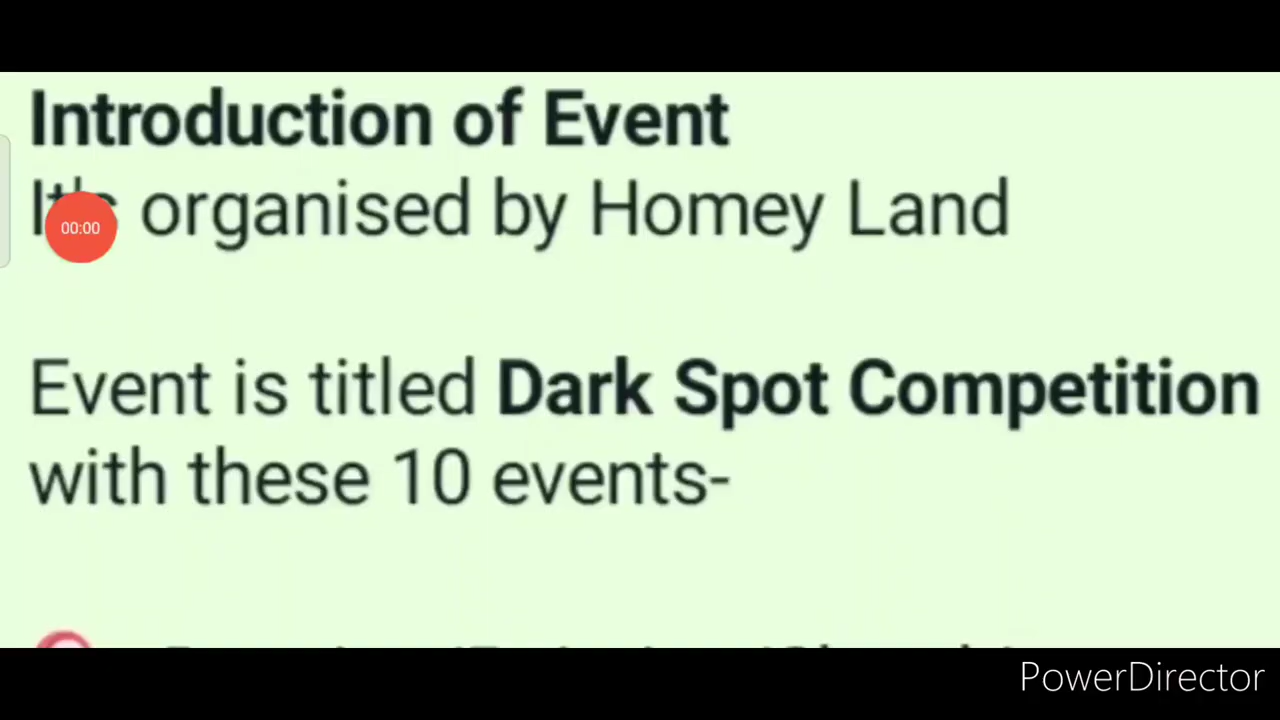 Introduction of Event
It's organised by Homey Land
00:00
Event is titled Dark Spot Competition
with these 10 events-
PowerDirector